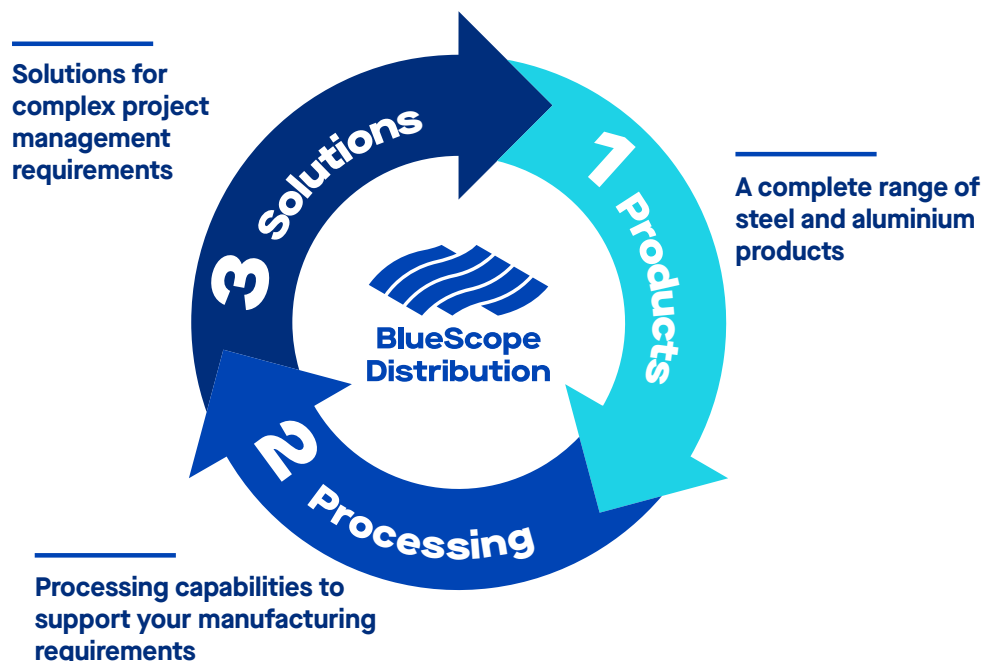 Solutions for
complex project
management
requirements
3 solutions
1 Products
A complete range of
steel and aluminium
products
BlueScope
Distribution
2 Processing
Processing capabilities to
support your manufacturing
requirements